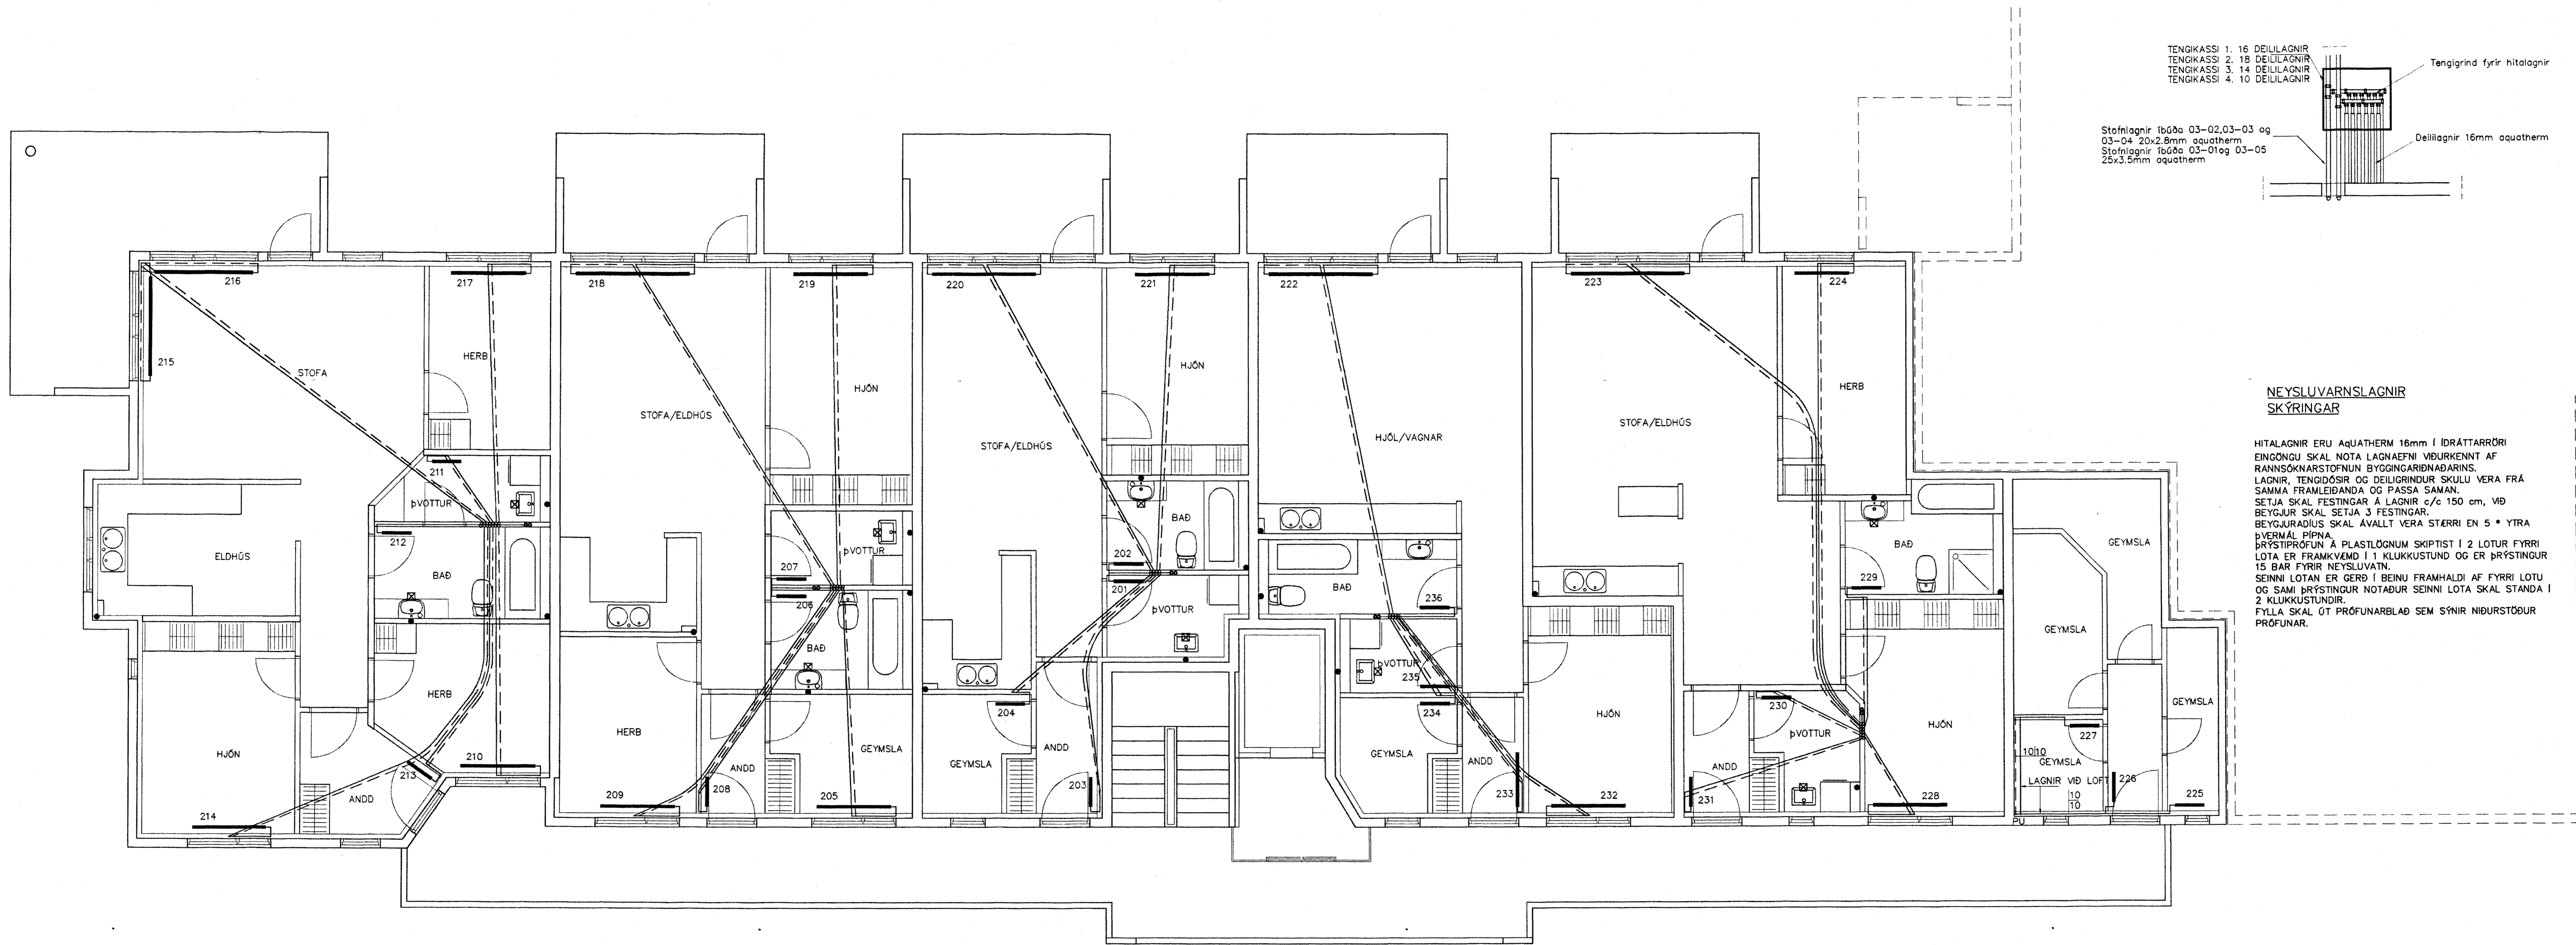 TENGIKASSI 1. 16 DEILILAGNIR
TENGIKASSI 2. 18 DEILILAGNIR
TENGIKASSI 3. 14 DEILILAGNIR
TENGIKASSI 4. 10 DEILILAGNIR
Tengigrind fyrir hitalagnir
Stofnlagnir íbúða 03-02,03-03 og
03-04 20x2.8mm aquatherm
Stofnlagnir íbúða 03-01og 03-05
25x3.5mm aquatherm
Deililagnir 16mm aquatherm
216
217
218
219
220
221
222
223
224
215
STOFA
HERB
HJÓN
STOFA/ELDHÚS
HJÓN
STOFA/ELDHÚS
HJÓL/VAGNAR
STOFA/ELDHÚS
HERB
NEYSLUVARNSLAGNIR
SKÝRINGAR
HITALAGNIR ERU AqUATHERM 16mm Í ÍDRÁTTARRÖRI
EINGÖNGU SKAL NOTA LAGNAEFNI VIÐURKENNT AF
RANNSÓKNARSTOFNUN BYGGINGARIÐNAÐARINS.
LAGNIR, TENGIDÓSIR OG DEILIGRINDUR SKULU VERA FRÁ
SAMMA FRAMLEIÐANDA OG PASSA SAMAN.
SETJA SKAL FESTINGAR Á LAGNIR c/c 150 cm, VIÐ
BEYGJUR SKAL SETJA 3 FESTINGAR.
BEYGJURADÍUS SKAL ÁVALLT VERA STÆRRI EN 5 * YTRA
ÞVERMÁL PÍPNA.
ÞRÝSTIPRÓFUN Á PLASTLÖGNUM SKIPTIST Í 2 LOTUR FYRRI
LOTA ER FRAMKVÆMD Í 1 KLUKKUSTUND OG ER ÞRÝSTINGUR
15 BAR FYRIR NEYSLUVATN.
SEINNI LOTAN ER GERÐ Í BEINU FRAMHALDI AF FYRRI LOTU
OG SAMI ÞRÝSTINGUR NOTAÐUR SEINNI LOTA SKAL STANDA Í
2 KLUKKUSTUNDIR.
FYLLA SKAL ÚT PRÓFUNARBLAÐ SEM SÝNIR NIÐURSTÖÐUR
PRÓFUNAR.
211
ÞVOTTUR
212
ELDHÚS
BAÐ
HERB
HJÓN
213
210
ANDD
214
ÞVOTTUR
207
206
BAÐ
HERB
GEYMSLA
ANDD
208
209
205
BAÐ
202
201
ÞVOTTUR
204
ANDD
GEYMSLA
203
BAÐ
236
ÞVOTTUR
235
234
GEYMSLA
ANDD
233
232
HJÓN
BAÐ
229
230
ÞVOTTUR
HJÓN
ANDD
231
228
GEYMSLA
GEYMSLA
GEYMSLA
227
10 10
GEYMSLA
LAGNIR VIÐ LOFT
226
10
10
225
PU